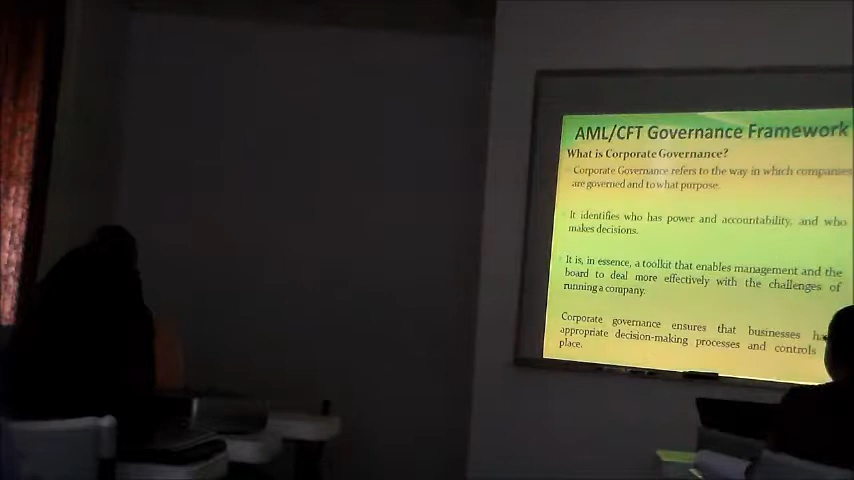 AML/CFT Governance Framework
What is Corporate Governance?
Corporate Governance refers to the way in which companies
are governed and to what purpose.
It identifies who has power and accountability, and who
makes decisions.
It is, in essence, a toolkit that enables management and the
board to deal more effectively with the challenges of
running a company.
Corporate governance ensures that businesses
appropriate decision-making processes and controls
place.